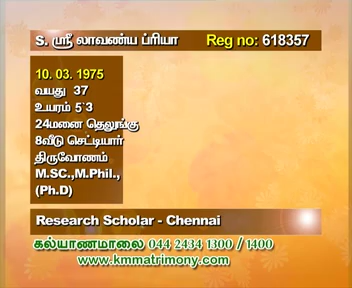 S. ஸ்ரீ லாவண்ய ப்ரியா Reg no: 618357
10. 03. 1975
வயது 37
உயரம் 5'3
24மனை தெலுங்கு
8வீடு செட்டியார்
திருவோணம்
M.SC.,M.Phil.,
(Ph.D)
Research Scholar - Chennai
கல்யாணமாலை 044 2434 1300 / 1400
www.kmmatrimony.com